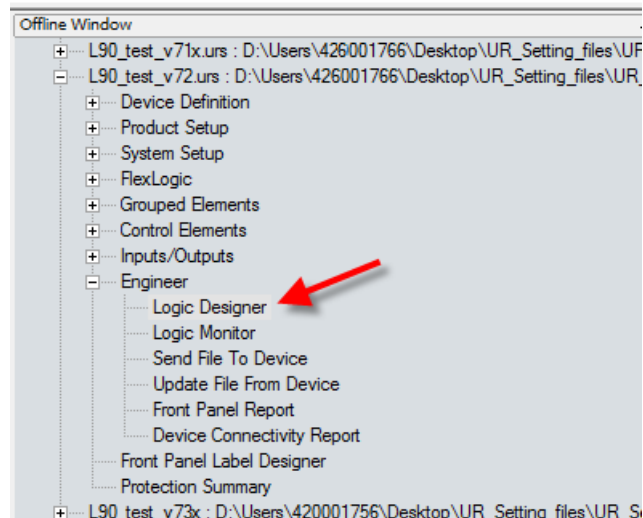 Offline Window
L90_test_v71x.urs : D:\Users\426001766\Desktop\UR_Setting_files\UR
L90_test_v72.urs : D:\Users\426001766\Desktop\UR_Setting_files\UR_
Device Definition
Product Setup
System Setup
FlexLogic
Grouped Elements
Control Elements
Inputs/Outputs
Engineer
Logic Designer
Logic Monitor
Send File To Device
Update File From Device
Front Panel Report
Device Connectivity Report
Front Panel Label Designer
Protection Summary
L90_test_v73x : D:\Users\420001756\Desktop\UR_Setting_files\UR_Se